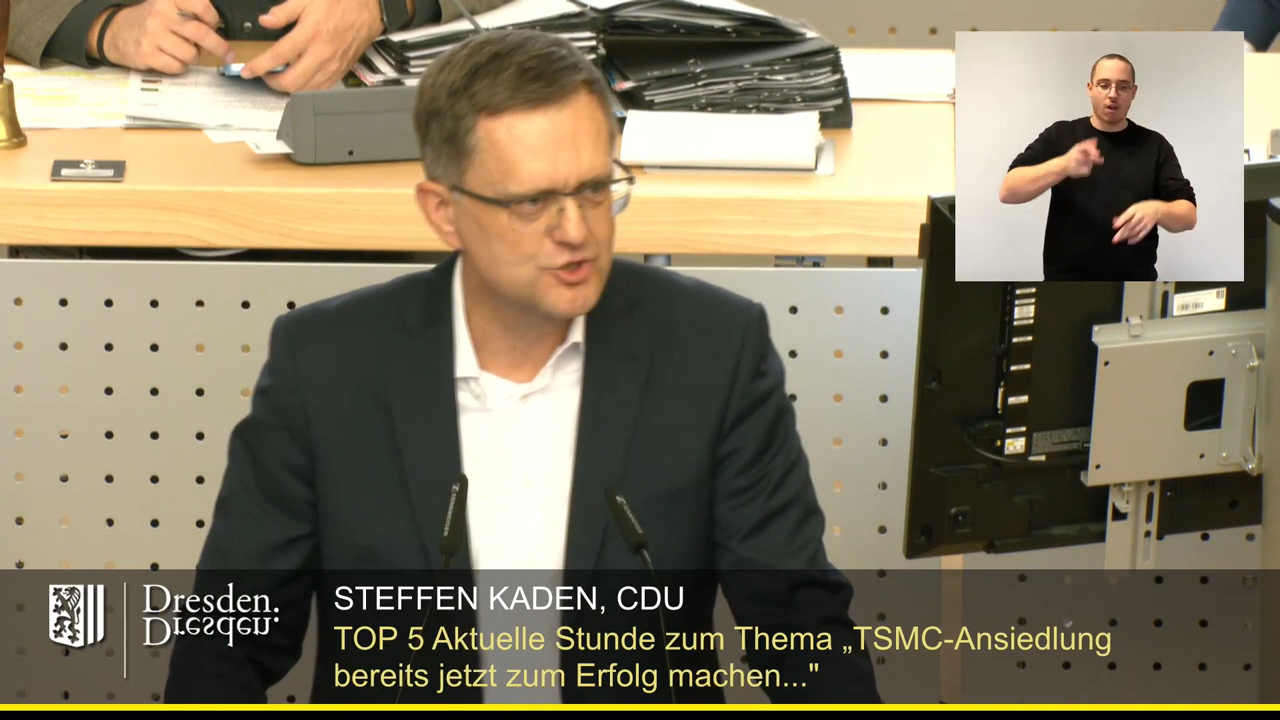 Dresden.
Dresden.
STEFFEN KADEN, CDU
TOP 5 Aktuelle Stunde zum Thema „TSMC-Ansiedlung
bereits jetzt zum Erfolg machen..."